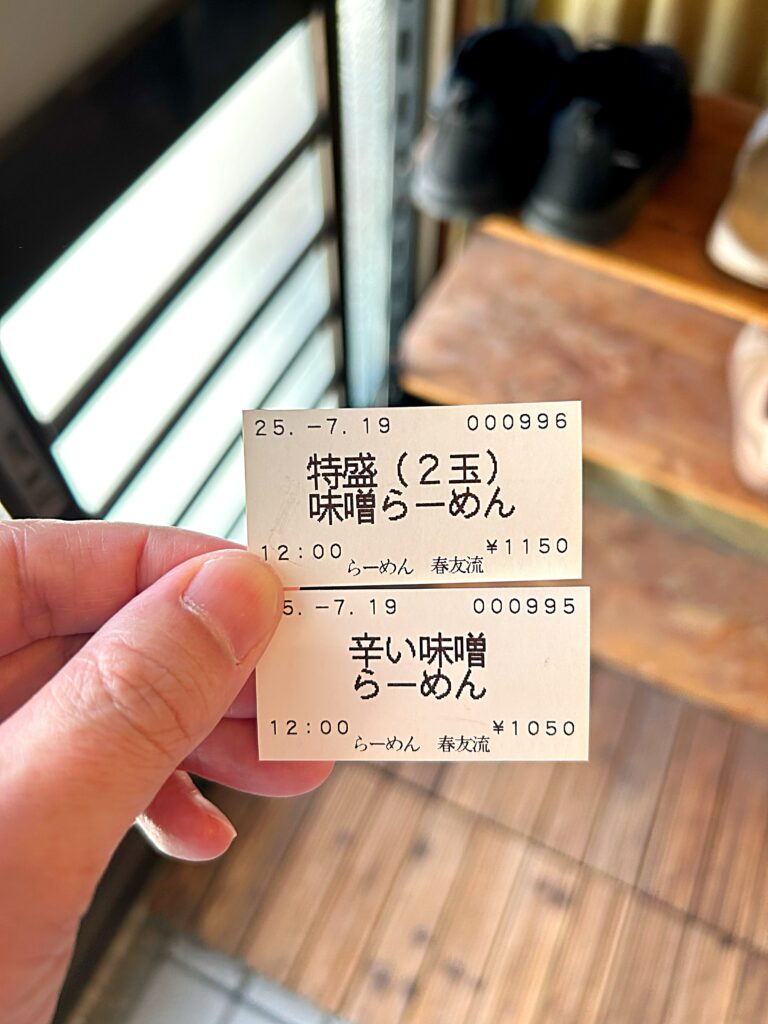 25.-7.19 000996
特盛(2玉)
味噌らーめん
12:00 ¥1150
らーめん 春友流
5.-7.19 000995
辛い味噌
らーめん
12:00 ¥1050
らーめん 春友流